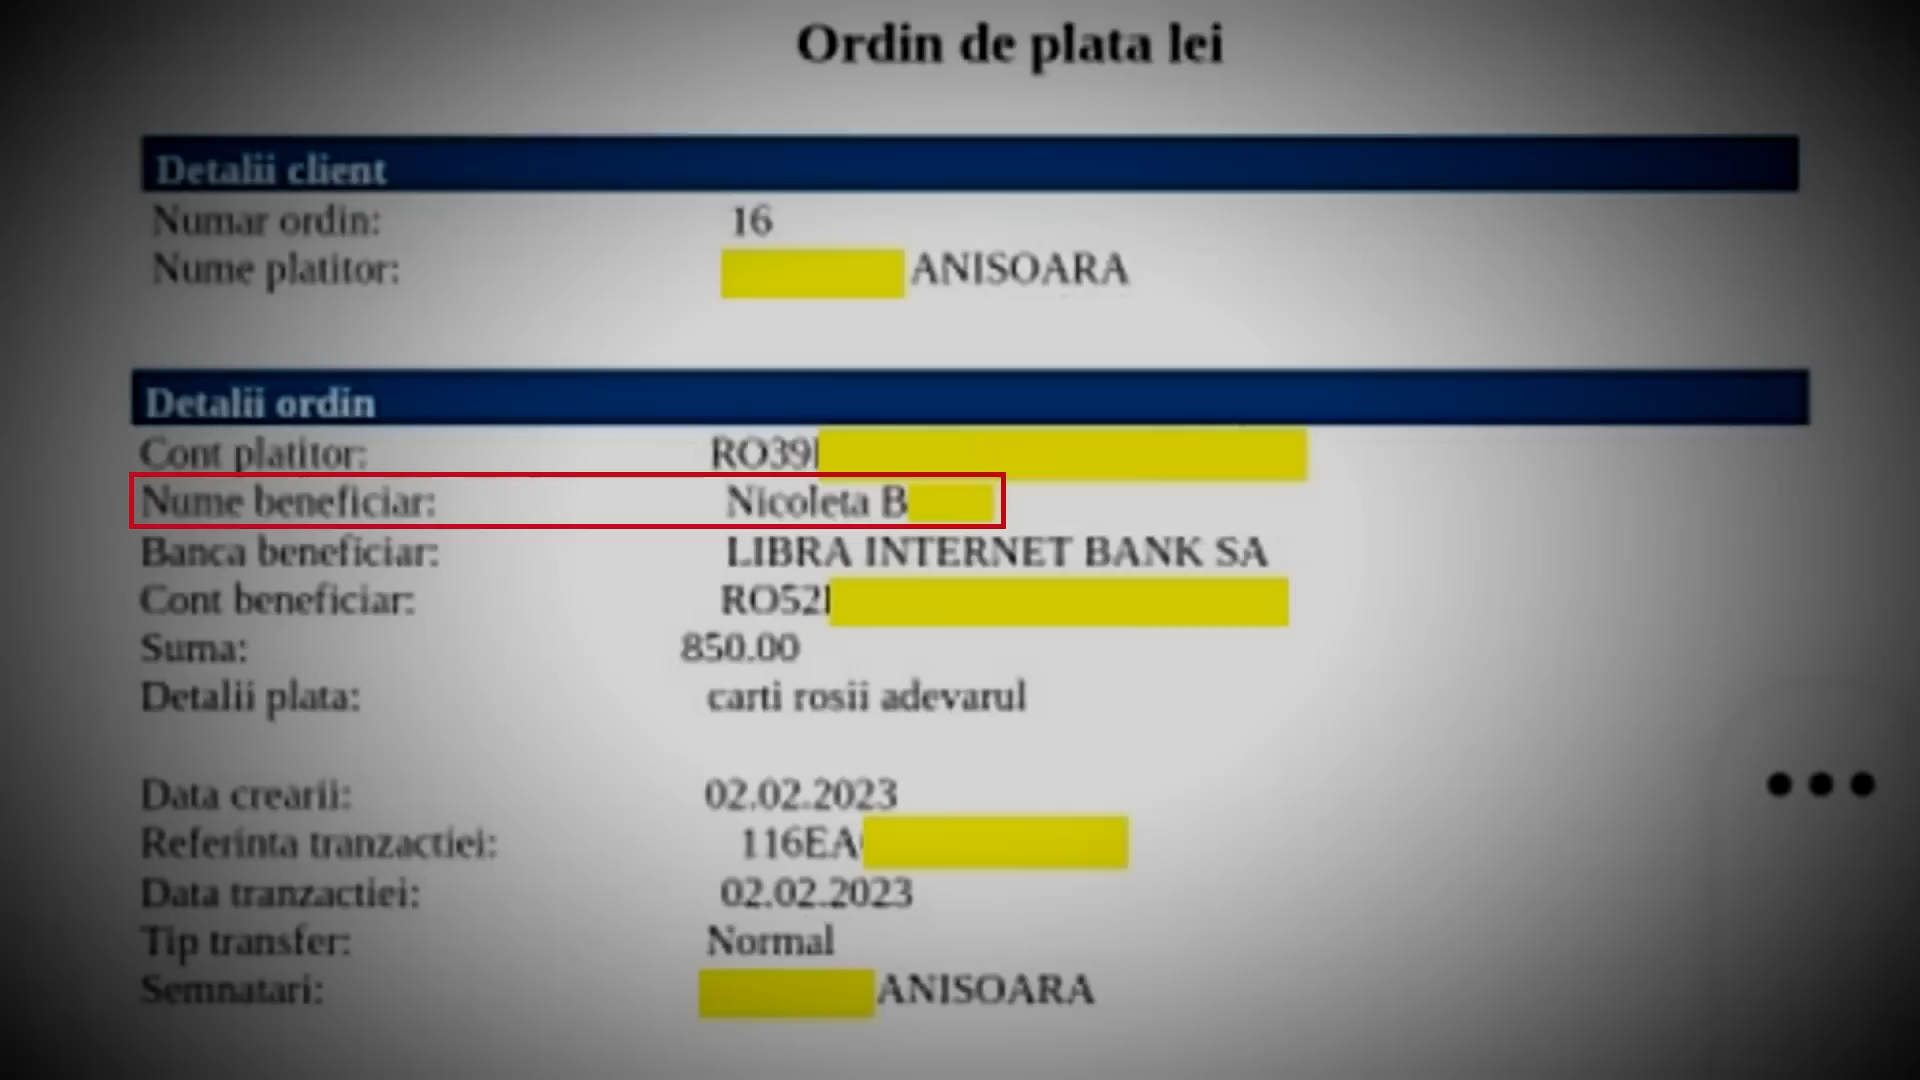 Ordin de plata lei
Detalii client
Numar ordin: 16
Nume platitor: ANISOARA
Detalii ordin
Cont platitor: RO39
Nume beneficiar: Nicoleta B
Banca beneficiar: LIBRA INTERNET BANK SA
Cont beneficiar: RO52
Suma: 850.00
Detalii plata: carti rosii adevarul
Data crearii: 02.02.2023
Referinta tranzactiei: 116EA
Data tranzactiei: 02.02.2023
Tip transfer: Normal
Semnatari: ANISOARA